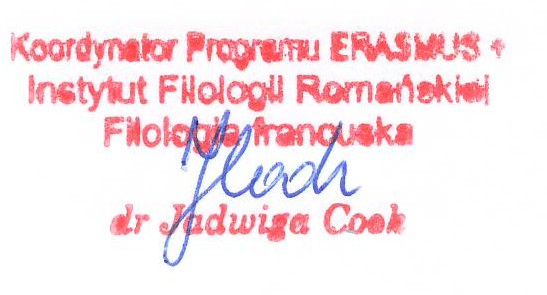 Koordynator Programu ERASMUS +
Instytut Filologii Romańskiej
Filologia francuska
dr Jadwiga Cook